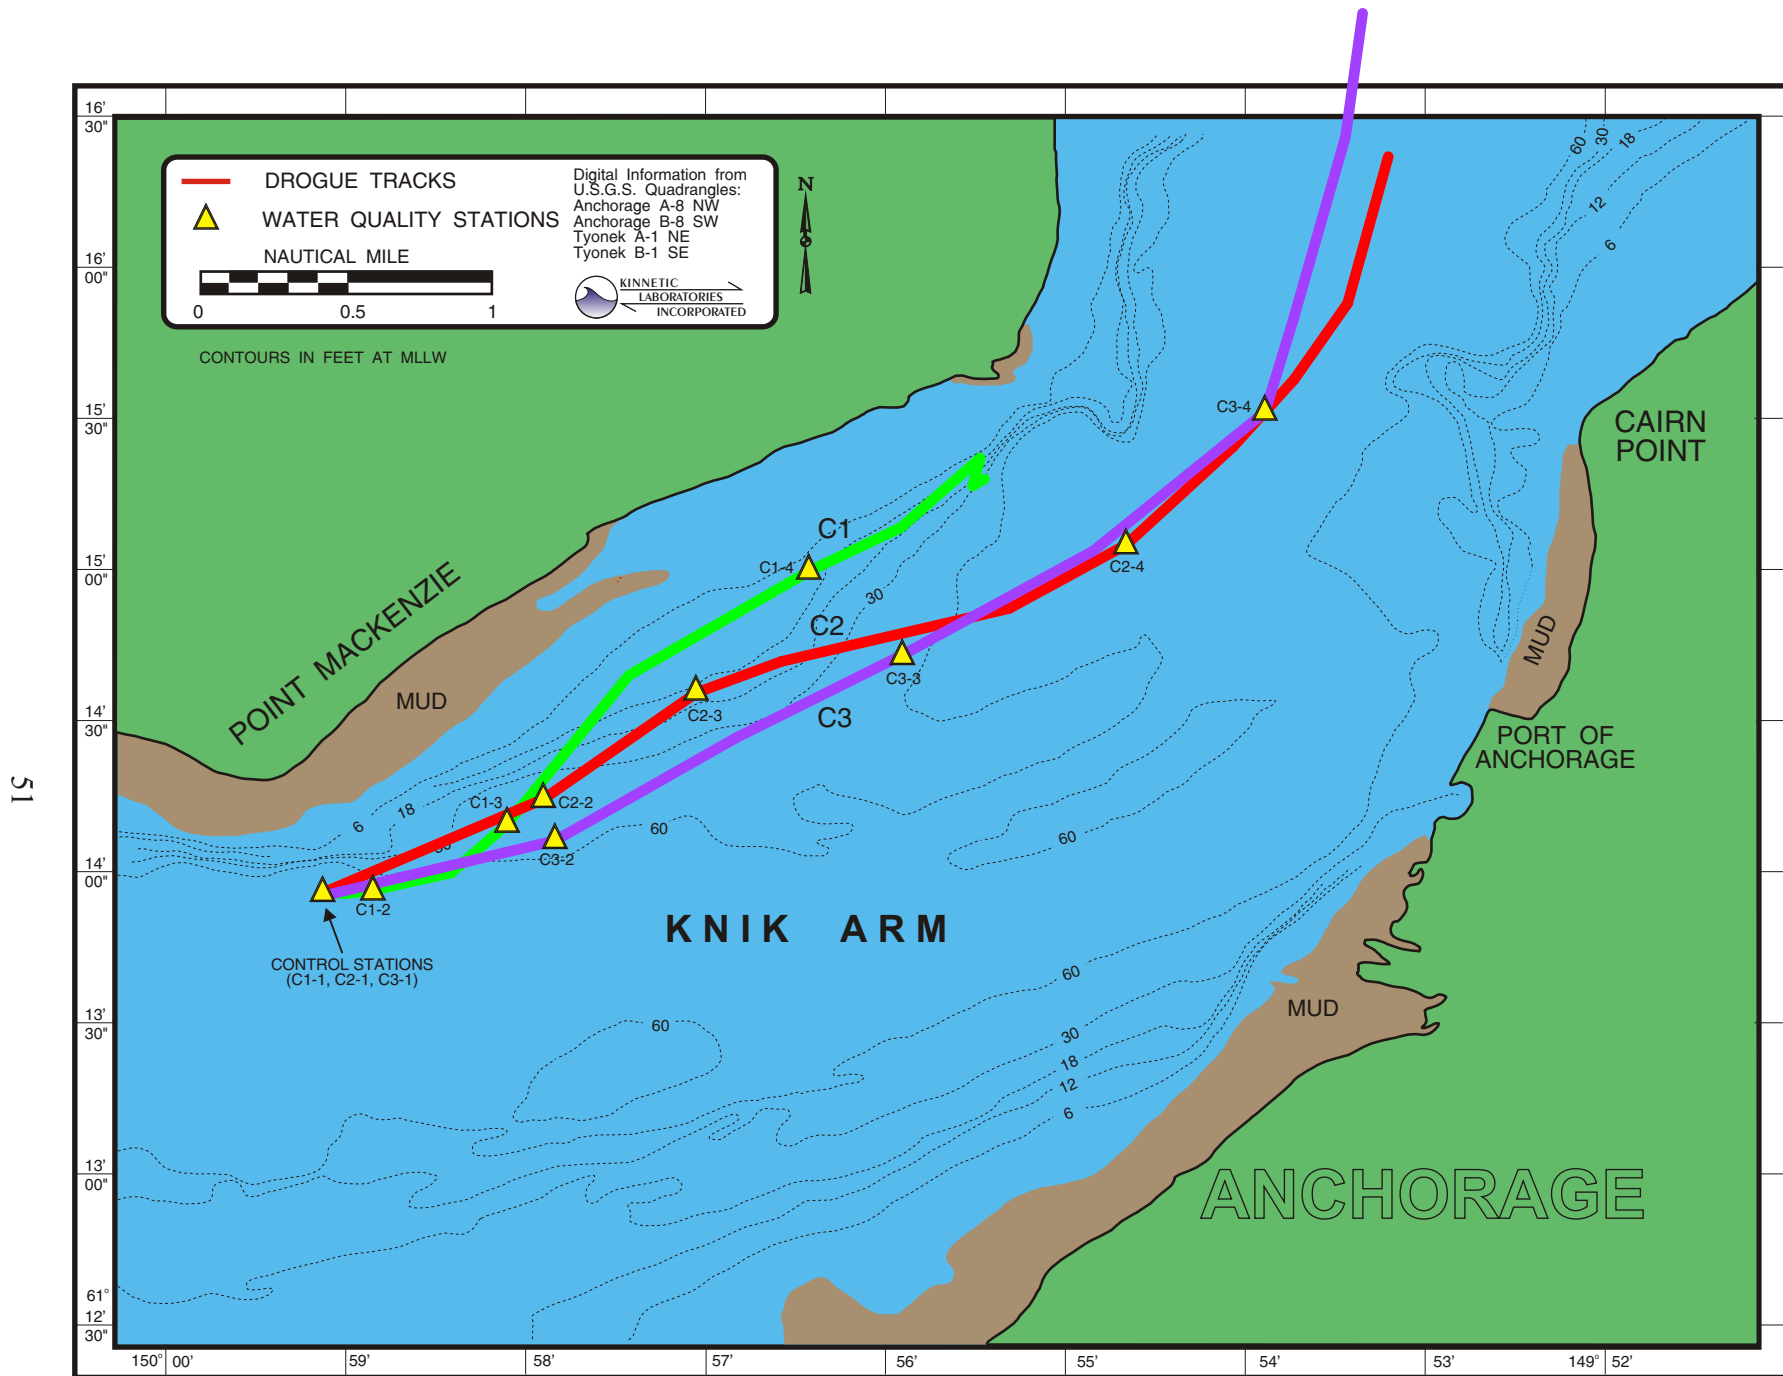 16'
30"
DROGUE TRACKS
WATER QUALITY STATIONS
NAUTICAL MILE
0 0.5 1
Digital Information from
U.S.G.S. Quadrangles:
Anchorage A-8 NW
Anchorage B-8 SW
Tyonek A-1 NE
Tyonek B-1 SE
KINNETIC
LABORATORIES
INCORPORATED
N
CONTOURS IN FEET AT MLLW
60
30
18
12
6
16'
00"
15'
30"
C3-4
CAIRN
POINT
C1
C1-4
C2-4
15'
00"
30
C2
POINT MACKENZIE
MUD
C2-3
C3-3
C3
MUD
14'
30"
PORT OF
ANCHORAGE
51
C1-3
C2-2
18
6
60
60
C3-2
14'
00"
C1-2
KNIK ARM
CONTROL STATIONS
(C1-1, C2-1, C3-1)
60
MUD
13'
30"
60
30
18
12
6
13'
00"
ANCHORAGE
61°
12'
30"
150° 00' 59' 58' 57' 56' 55' 54' 53' 149° 52'